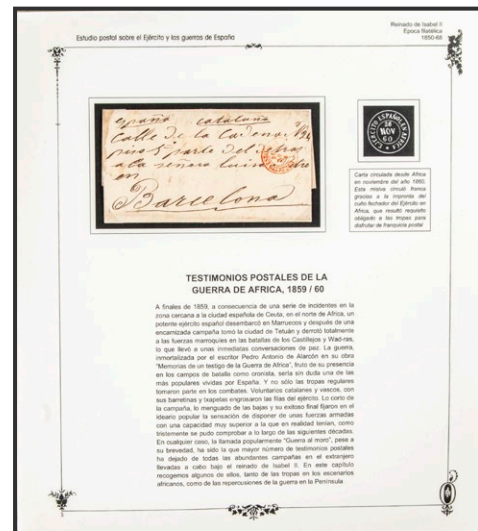 Reinado de Isabel II
Epoca filatélica
1850-68
Estudio postal sobre el Ejército y las guerras de España
españa cataluña
Calle de la Cadena
piso 5º parte
a la señora
en
Barcelona
EJERCITO ESPAÑOL EN AFRICA
26
NOV
60
Carta circulada desde Africa
en noviembre del año 1860.
Esta misiva circuló franca
gracias a la impronta del
cuño fechador del Ejército en
Africa, que resultó requisito
obligado a las tropas para
disfrutar de franquicia postal
TESTIMONIOS POSTALES DE LA
GUERRA DE AFRICA, 1859 / 60
A finales de 1859, a consecuencia de una serie de incidentes en la
zona cercana a la ciudad española de Ceuta, en el norte de Africa, un
potente ejército español desembarcó en Marruecos y después de una
encarnizada campaña tomó la ciudad de Tetuán y derrotó totalmente
a las fuerzas marroquíes en las batallas de los Castillejos y Wad-ras,
lo que llevó a unas inmediatas conversaciones de paz. La guerra,
inmortalizada por el escritor Pedro Antonio de Alarcón en su obra
"Memorias de un testigo de la Guerra de Africa", fruto de su presencia
en los campos de batalla como cronista, sería sin duda una de las
más populares vividas por España. Y no sólo las tropas regulares
tomaron parte en los combates. Voluntarios catalanes y vascos, con
sus barretinas y txapelas engrosaron las filas del ejército. Lo corto de
la campaña, lo menguado de las bajas y su exitoso final fijaron en el
ideario popular la sensación de disponer de unas fuerzas armadas
con una capacidad muy superior a la que en realidad tenían, como
tristemente se pudo comprobar a lo largo de las siguientes décadas.
En cualquier caso, la llamada popularmente "Guerra al moro", pese a
su brevedad, ha sido la que mayor número de testimonios postales
ha dejado de todas las abundantes campañas en el extranjero
llevadas a cabo bajo el reinado de Isabel II. En este capítulo
recogemos algunos de ellos, tanto de las tropas en los escenarios
africanos, como de las repercusiones de la guerra en la Península